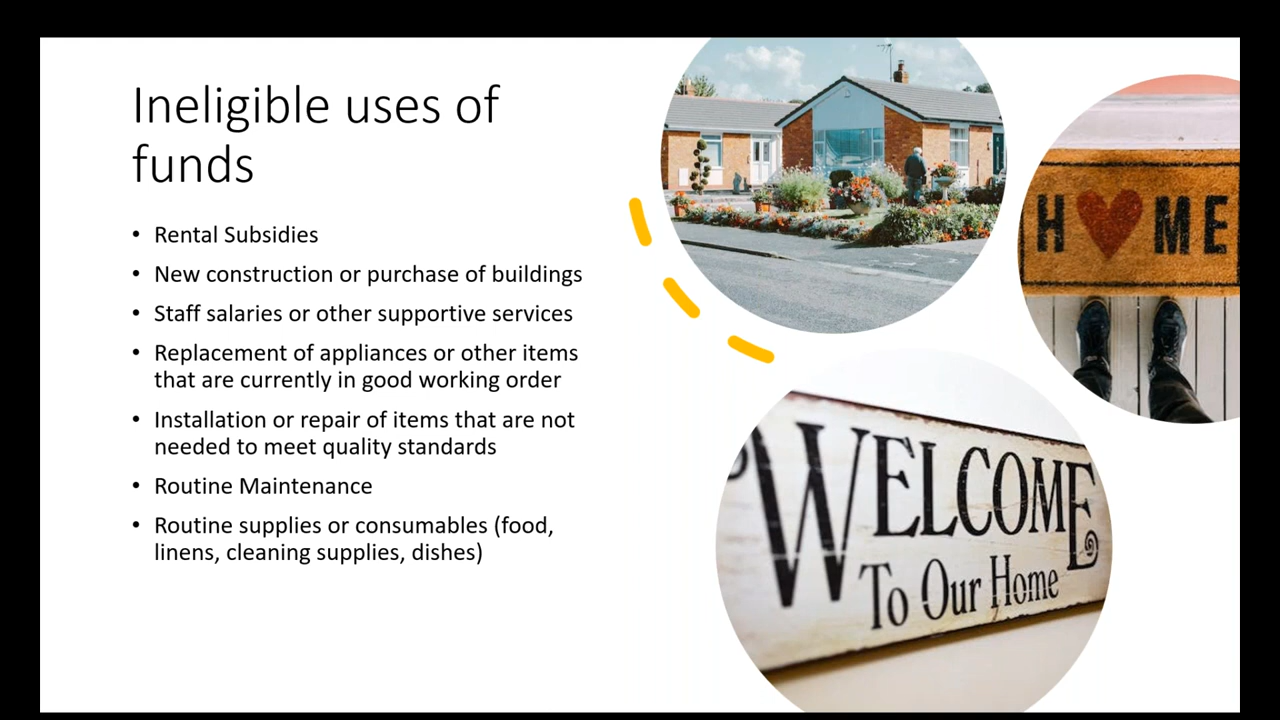 Ineligible uses of
funds
• Rental Subsidies
• New construction or purchase of buildings
• Staff salaries or other supportive services
• Replacement of appliances or other items
that are currently in good working order
• Installation or repair of items that are not
needed to meet quality standards
• Routine Maintenance
• Routine supplies or consumables (food,
linens, cleaning supplies, dishes)
H❤ME
WELCOME
To Our Home